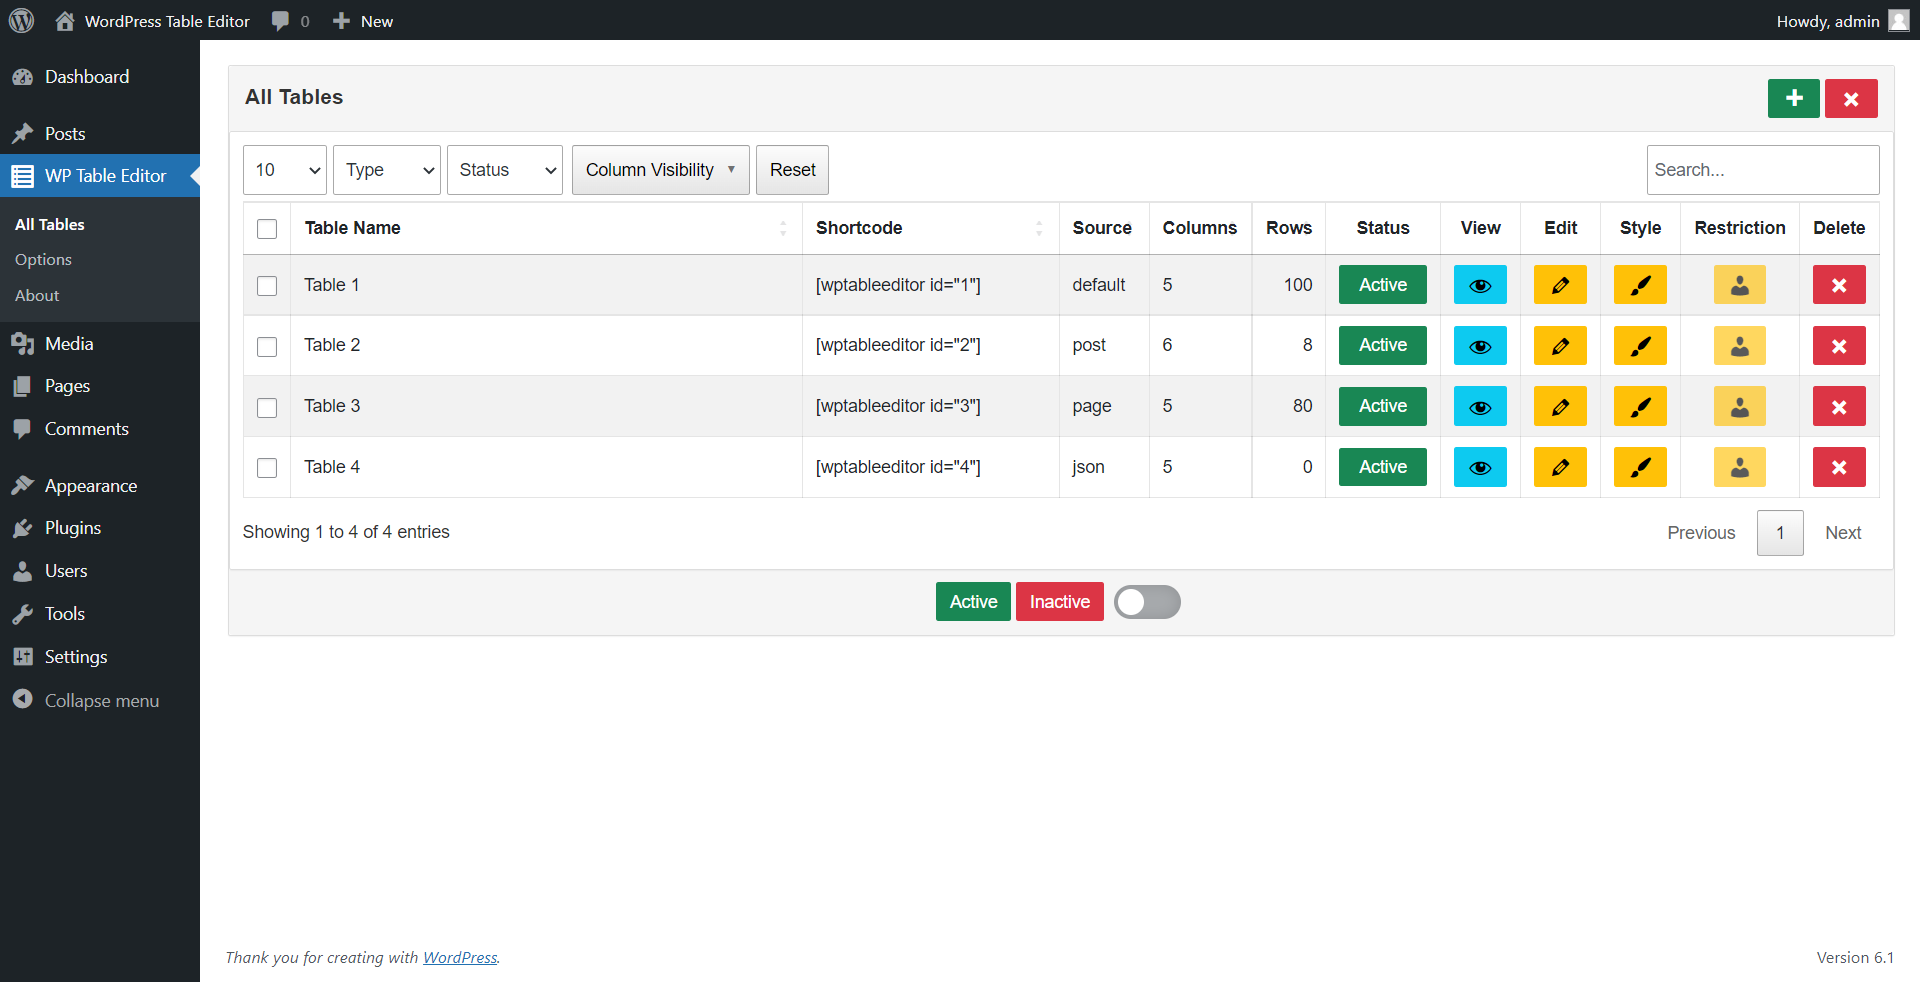 WordPress Table Editor 0 New Howdy, admin
Dashboard
Posts
WP Table Editor
All Tables
Options
About
Media
Pages
Comments
Appearance
Plugins
Users
Tools
Settings
Collapse menu
All Tables
10 Type Status Column Visibility Reset Search...
Table Name Shortcode Source Columns Rows Status View Edit Style Restriction Delete
Table 1 [wptableeditor id="1"] default 5 100 Active
Table 2 [wptableeditor id="2"] post 6 8 Active
Table 3 [wptableeditor id="3"] page 5 80 Active
Table 4 [wptableeditor id="4"] json 5 0 Active
Showing 1 to 4 of 4 entries Previous 1 Next
Active Inactive
Thank you for creating with WordPress. Version 6.1